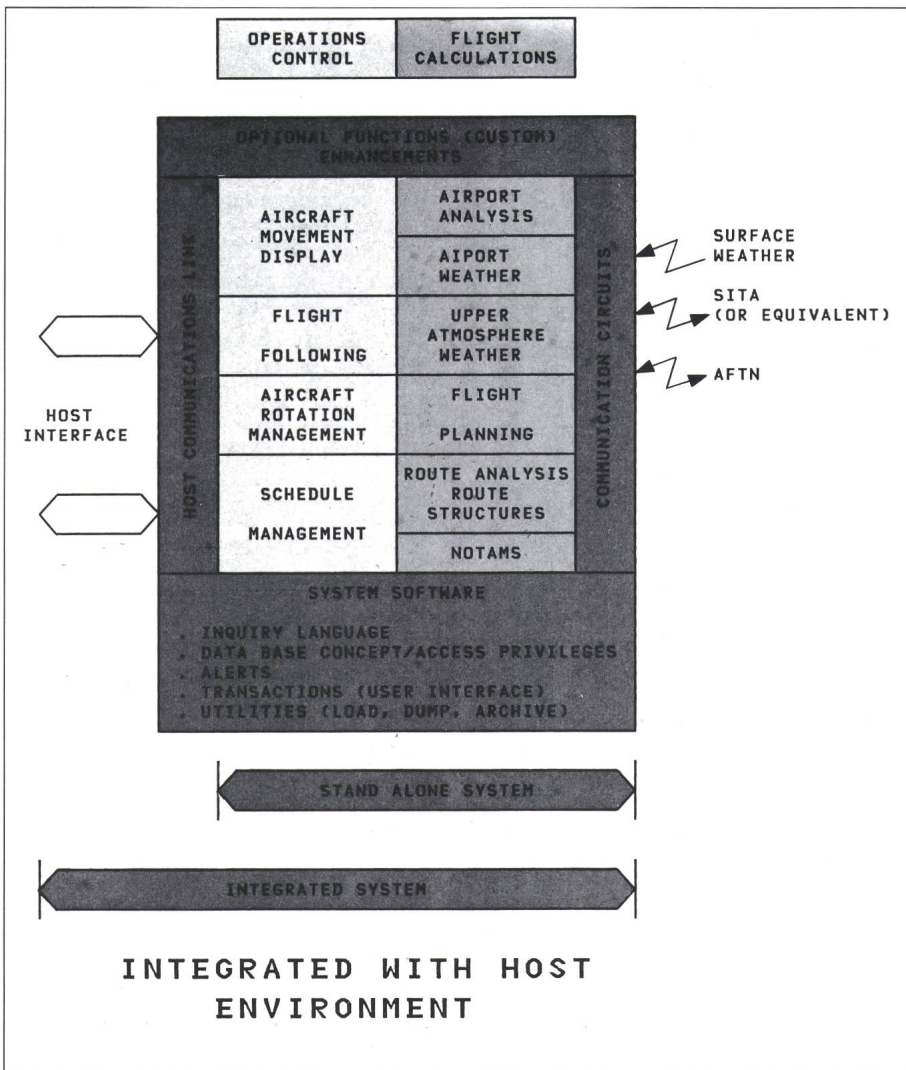 OPERATIONS
CONTROL
FLIGHT
CALCULATIONS
OPTIONAL FUNCTIONS (CUSTOM)
ENHANCEMENTS
HOST COMMUNICATIONS LINK
AIRCRAFT
MOVEMENT
DISPLAY
FLIGHT
FOLLOWING
AIRCRAFT
ROTATION
MANAGEMENT
SCHEDULE
MANAGEMENT
AIRPORT
ANALYSIS
AIPORT
WEATHER
UPPER
ATMOSPHERE
WEATHER
FLIGHT
PLANNING
ROUTE ANALYSIS
ROUTE
STRUCTURES
NOTAMS
COMMUNICATION CIRCUITS
SURFACE
WEATHER
SITA
(OR EQUIVALENT)
AFTN
HOST
INTERFACE
SYSTEM SOFTWARE
. INQUIRY LANGUAGE
. DATA BASE CONCEPT/ACCESS PRIVILEGES
. ALERTS
. TRANSACTIONS (USER INTERFACE)
. UTILITIES (LOAD, DUMP, ARCHIVE)
STAND ALONE SYSTEM
INTEGRATED SYSTEM
INTEGRATED WITH HOST
ENVIRONMENT